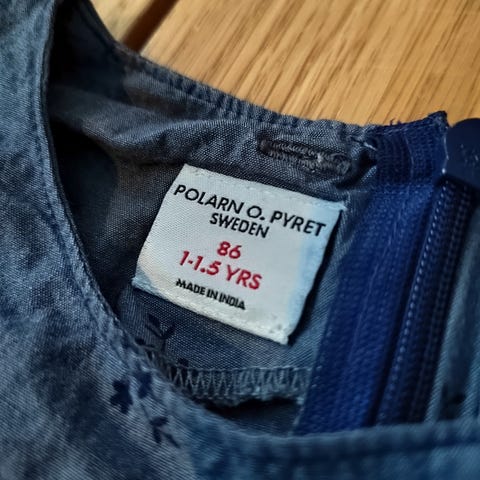 POLARN O. PYRET
SWEDEN
86
1-1.5 YRS
MADE IN INDIA